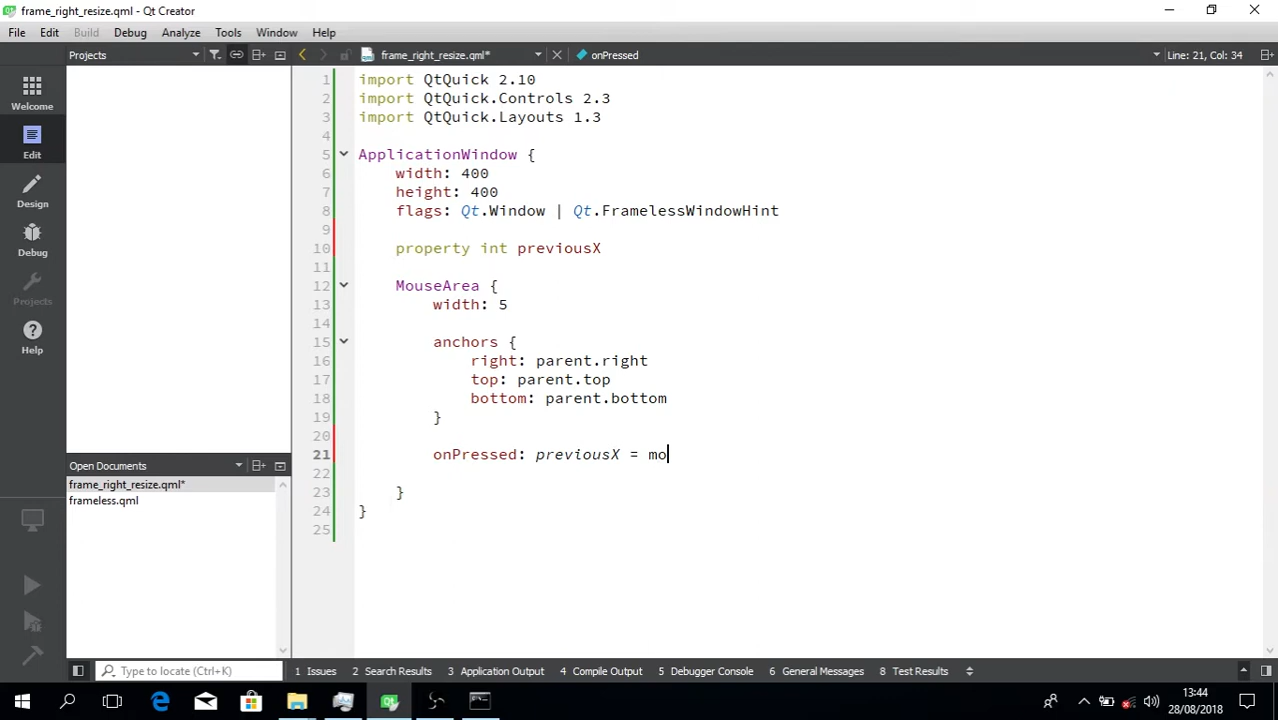 frame_right_resize.qml - Qt Creator
File Edit Build Debug Analyze Tools Window Help
Projects frame_right_resize.qml* onPressed Line: 21, Col: 34
Welcome
Edit
Design
Debug
Projects
Help
1 import QtQuick 2.10
2 import QtQuick.Controls 2.3
3 import QtQuick.Layouts 1.3
4
5 ApplicationWindow {
6 width: 400
7 height: 400
8 flags: Qt.Window | Qt.FramelessWindowHint
9
10 property int previousX
11
12 MouseArea {
13 width: 5
14
15 anchors {
16 right: parent.right
17 top: parent.top
18 bottom: parent.bottom
19 }
20
21 onPressed: previousX = mo
22
23 }
24 }
25
Open Documents
frame_right_resize.qml*
frameless.qml
Type to locate (Ctrl+K) 1 Issues 2 Search Results 3 Application Output 4 Compile Output 5 Debugger Console 6 General Messages 8 Test Results
13:44
28/08/2018